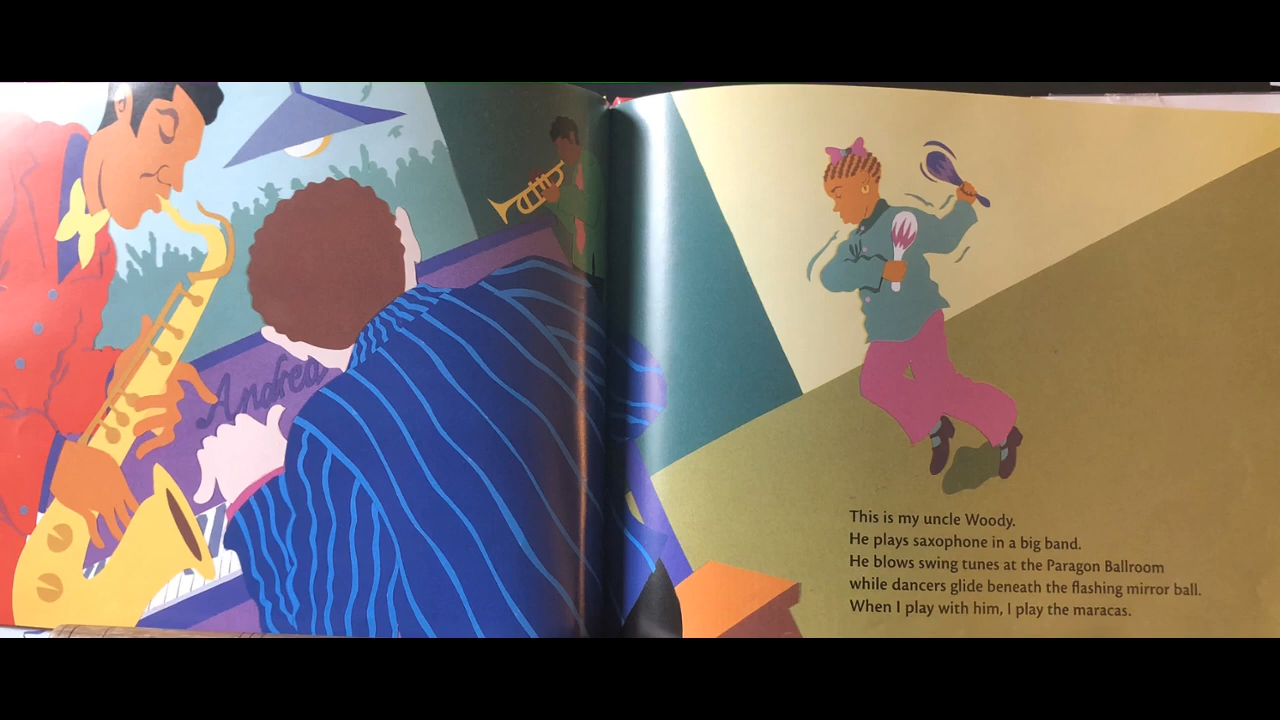 Andrea
This is my uncle Woody.
He plays saxophone in a big band.
He blows swing tunes at the Paragon Ballroom
while dancers glide beneath the flashing mirror ball.
When I play with him, I play the maracas.